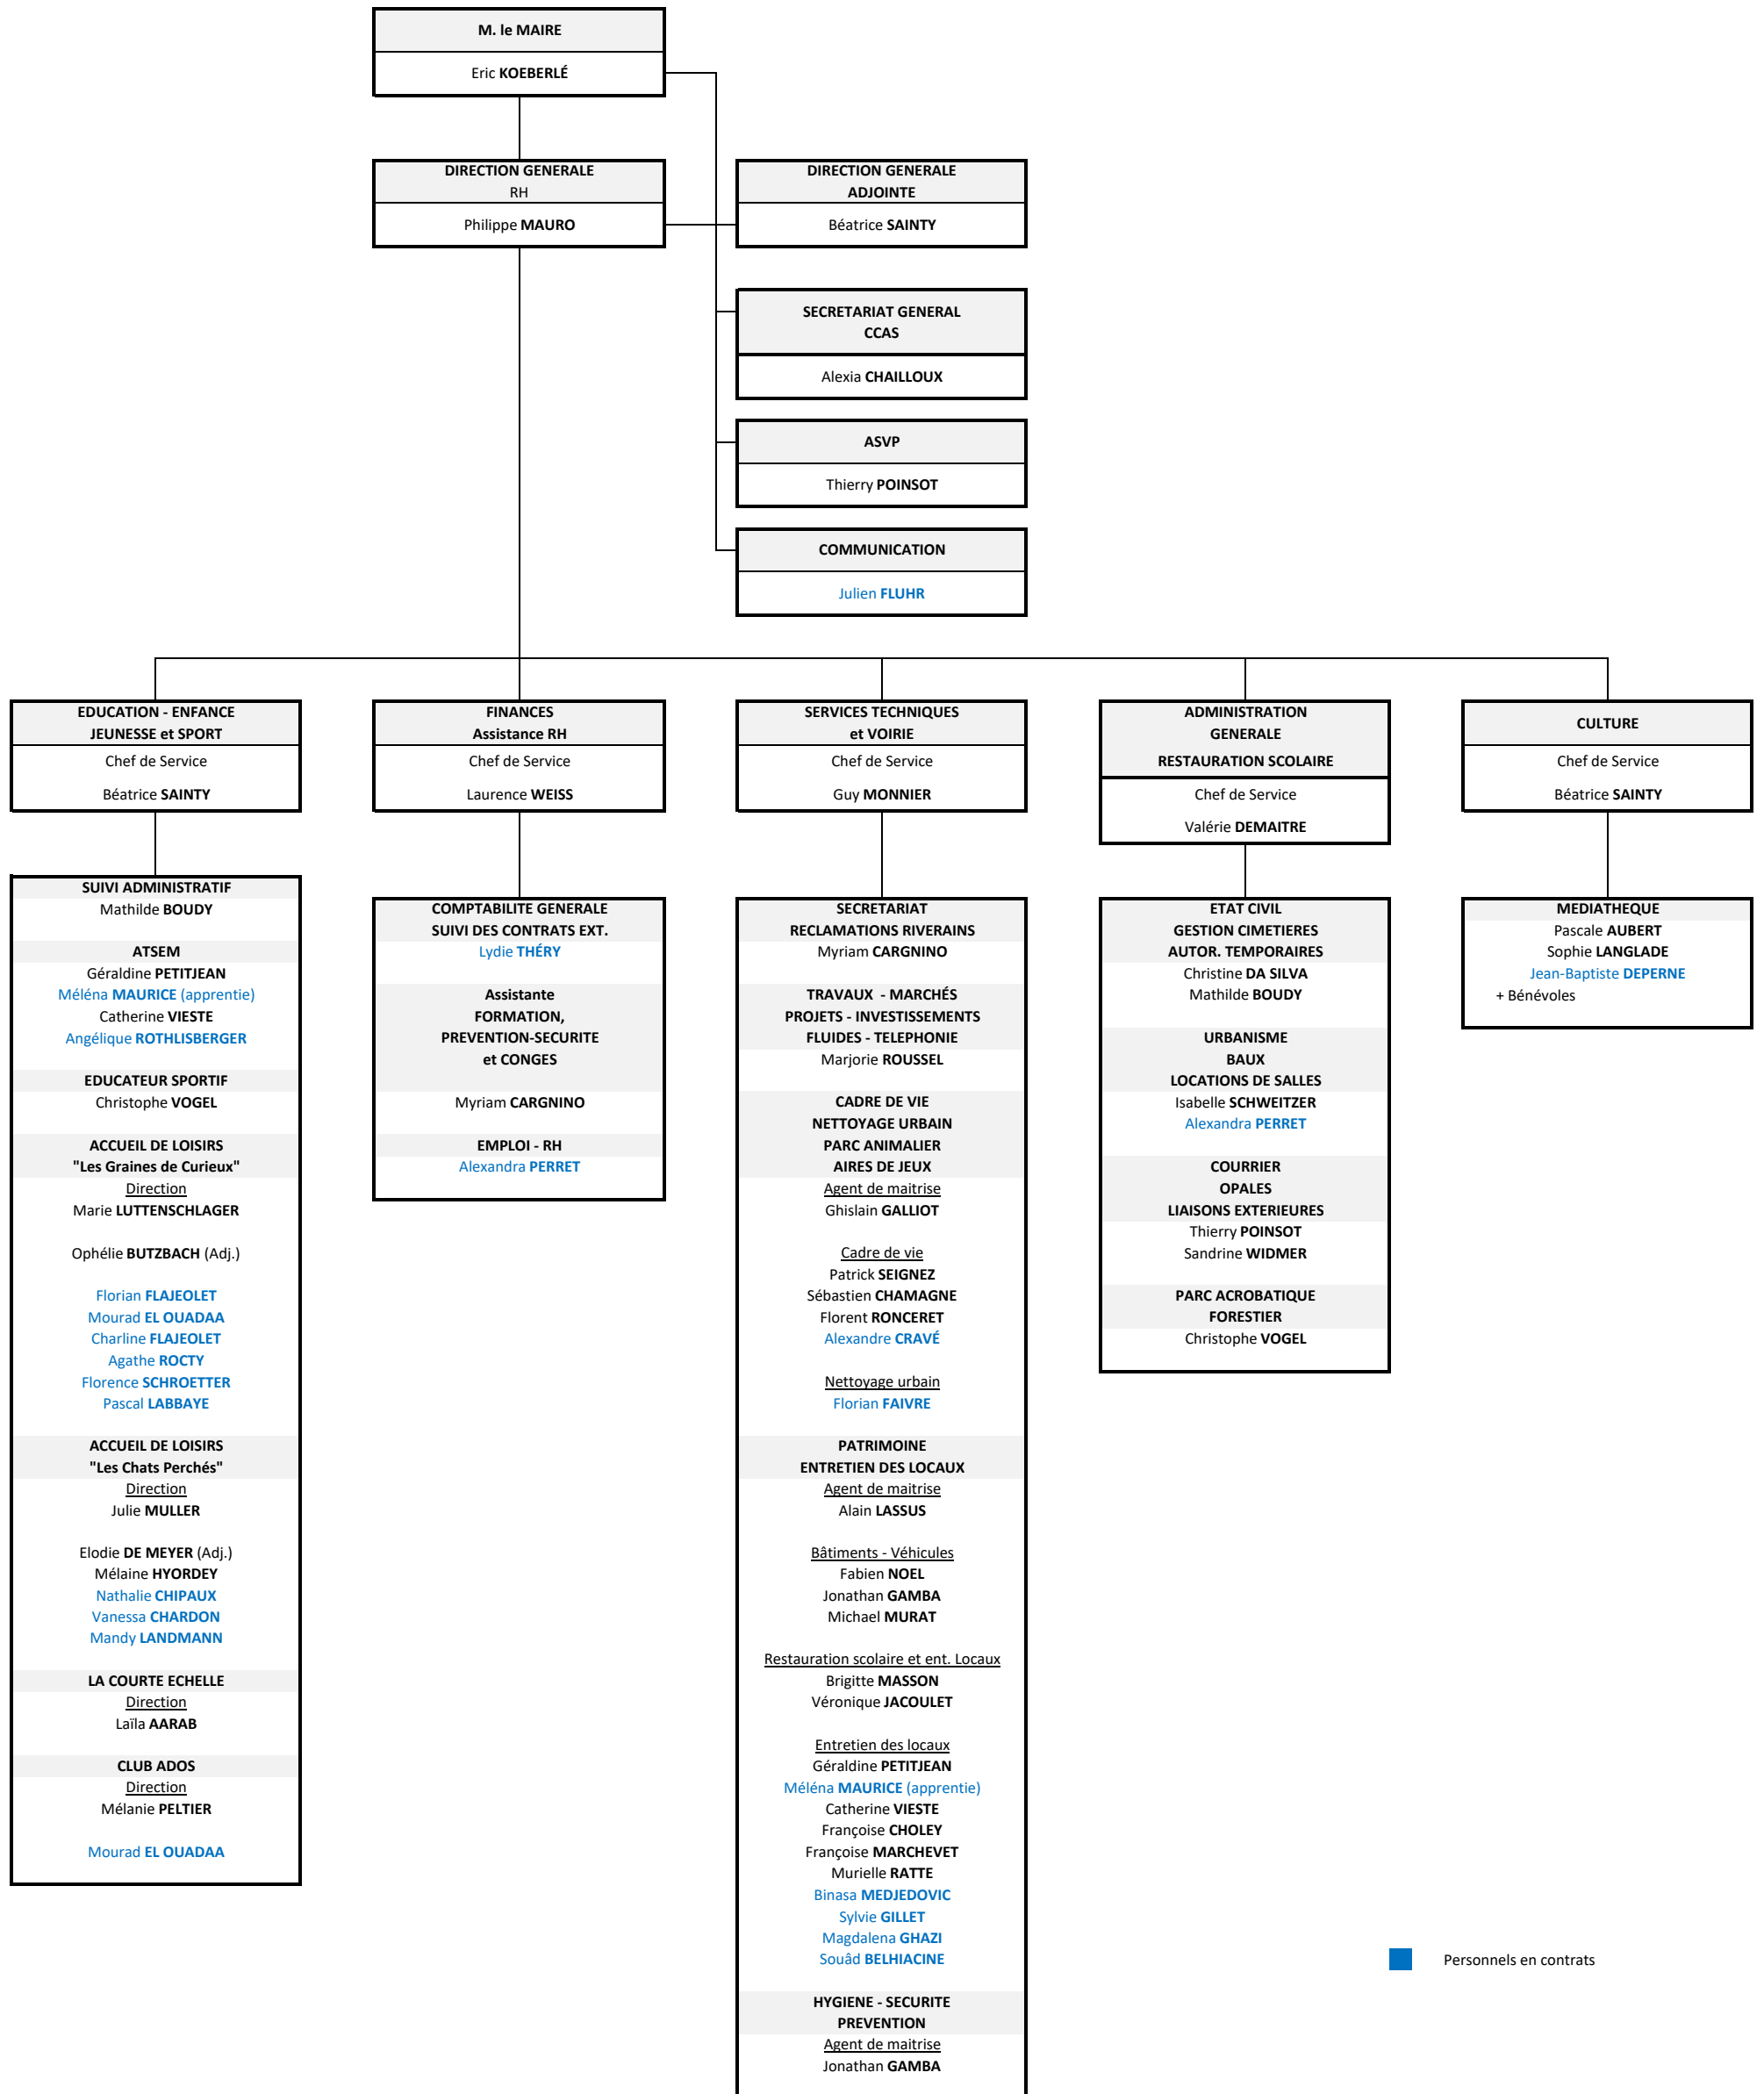 M. le MAIRE
Eric KOEBERLÉ
DIRECTION GENERALE
RH
Philippe MAURO
DIRECTION GENERALE
ADJOINTE
Béatrice SAINTY
SECRETARIAT GENERAL
CCAS
Alexia CHAILLOUX
ASVP
Thierry POINSOT
COMMUNICATION
Julien FLUHR
EDUCATION - ENFANCE
JEUNESSE et SPORT
Chef de Service
Béatrice SAINTY
SUIVI ADMINISTRATIF
Mathilde BOUDY
ATSEM
Géraldine PETITJEAN
Méléna MAURICE (apprentie)
Catherine VIESTE
Angélique ROTHLISBERGER
EDUCATEUR SPORTIF
Christophe VOGEL
ACCUEIL DE LOISIRS
"Les Graines de Curieux"
Direction
Marie LUTTENSCHLAGER
Ophélie BUTZBACH (Adj.)
Florian FLAJEOLET
Mourad EL OUADAA
Charline FLAJEOLET
Agathe ROCTY
Florence SCHROETTER
Pascal LABBAYE
ACCUEIL DE LOISIRS
"Les Chats Perchés"
Direction
Julie MULLER
Elodie DE MEYER (Adj.)
Mélaine HYORDEY
Nathalie CHIPAUX
Vanessa CHARDON
Mandy LANDMANN
LA COURTE ECHELLE
Direction
Laïla AARAB
CLUB ADOS
Direction
Mélanie PELTIER
Mourad EL OUADAA
FINANCES
Assistance RH
Chef de Service
Laurence WEISS
COMPTABILITE GENERALE
SUIVI DES CONTRATS EXT.
Lydie THÉRY
Assistante
FORMATION,
PREVENTION-SECURITE
et CONGES
Myriam CARGNINO
EMPLOI - RH
Alexandra PERRET
SERVICES TECHNIQUES
et VOIRIE
Chef de Service
Guy MONNIER
SECRETARIAT
RECLAMATIONS RIVERAINS
Myriam CARGNINO
TRAVAUX - MARCHÉS
PROJETS - INVESTISSEMENTS
FLUIDES - TELEPHONIE
Marjorie ROUSSEL
CADRE DE VIE
NETTOYAGE URBAIN
PARC ANIMALIER
AIRES DE JEUX
Agent de maitrise
Ghislain GALLIOT
Cadre de vie
Patrick SEIGNEZ
Sébastien CHAMAGNE
Florent RONCERET
Alexandre CRAVÉ
Nettoyage urbain
Florian FAIVRE
PATRIMOINE
ENTRETIEN DES LOCAUX
Agent de maitrise
Alain LASSUS
Bâtiments - Véhicules
Fabien NOEL
Jonathan GAMBA
Michael MURAT
Restauration scolaire et ent. Locaux
Brigitte MASSON
Véronique JACOULET
Entretien des locaux
Géraldine PETITJEAN
Méléna MAURICE (apprentie)
Catherine VIESTE
Françoise CHOLEY
Françoise MARCHEVET
Murielle RATTE
Binasa MEDJEDOVIC
Sylvie GILLET
Magdalena GHAZI
Souâd BELHIACINE
HYGIENE - SECURITE
PREVENTION
Agent de maitrise
Jonathan GAMBA
ADMINISTRATION
GENERALE
RESTAURATION SCOLAIRE
Chef de Service
Valérie DEMAITRE
ETAT CIVIL
GESTION CIMETIERES
AUTOR. TEMPORAIRES
Christine DA SILVA
Mathilde BOUDY
URBANISME
BAUX
LOCATIONS DE SALLES
Isabelle SCHWEITZER
Alexandra PERRET
COURRIER
OPALES
LIAISONS EXTERIEURES
Thierry POINSOT
Sandrine WIDMER
PARC ACROBATIQUE
FORESTIER
Christophe VOGEL
CULTURE
Chef de Service
Béatrice SAINTY
MEDIATHEQUE
Pascale AUBERT
Sophie LANGLADE
Jean-Baptiste DEPERNE
+ Bénévoles
Personnels en contrats